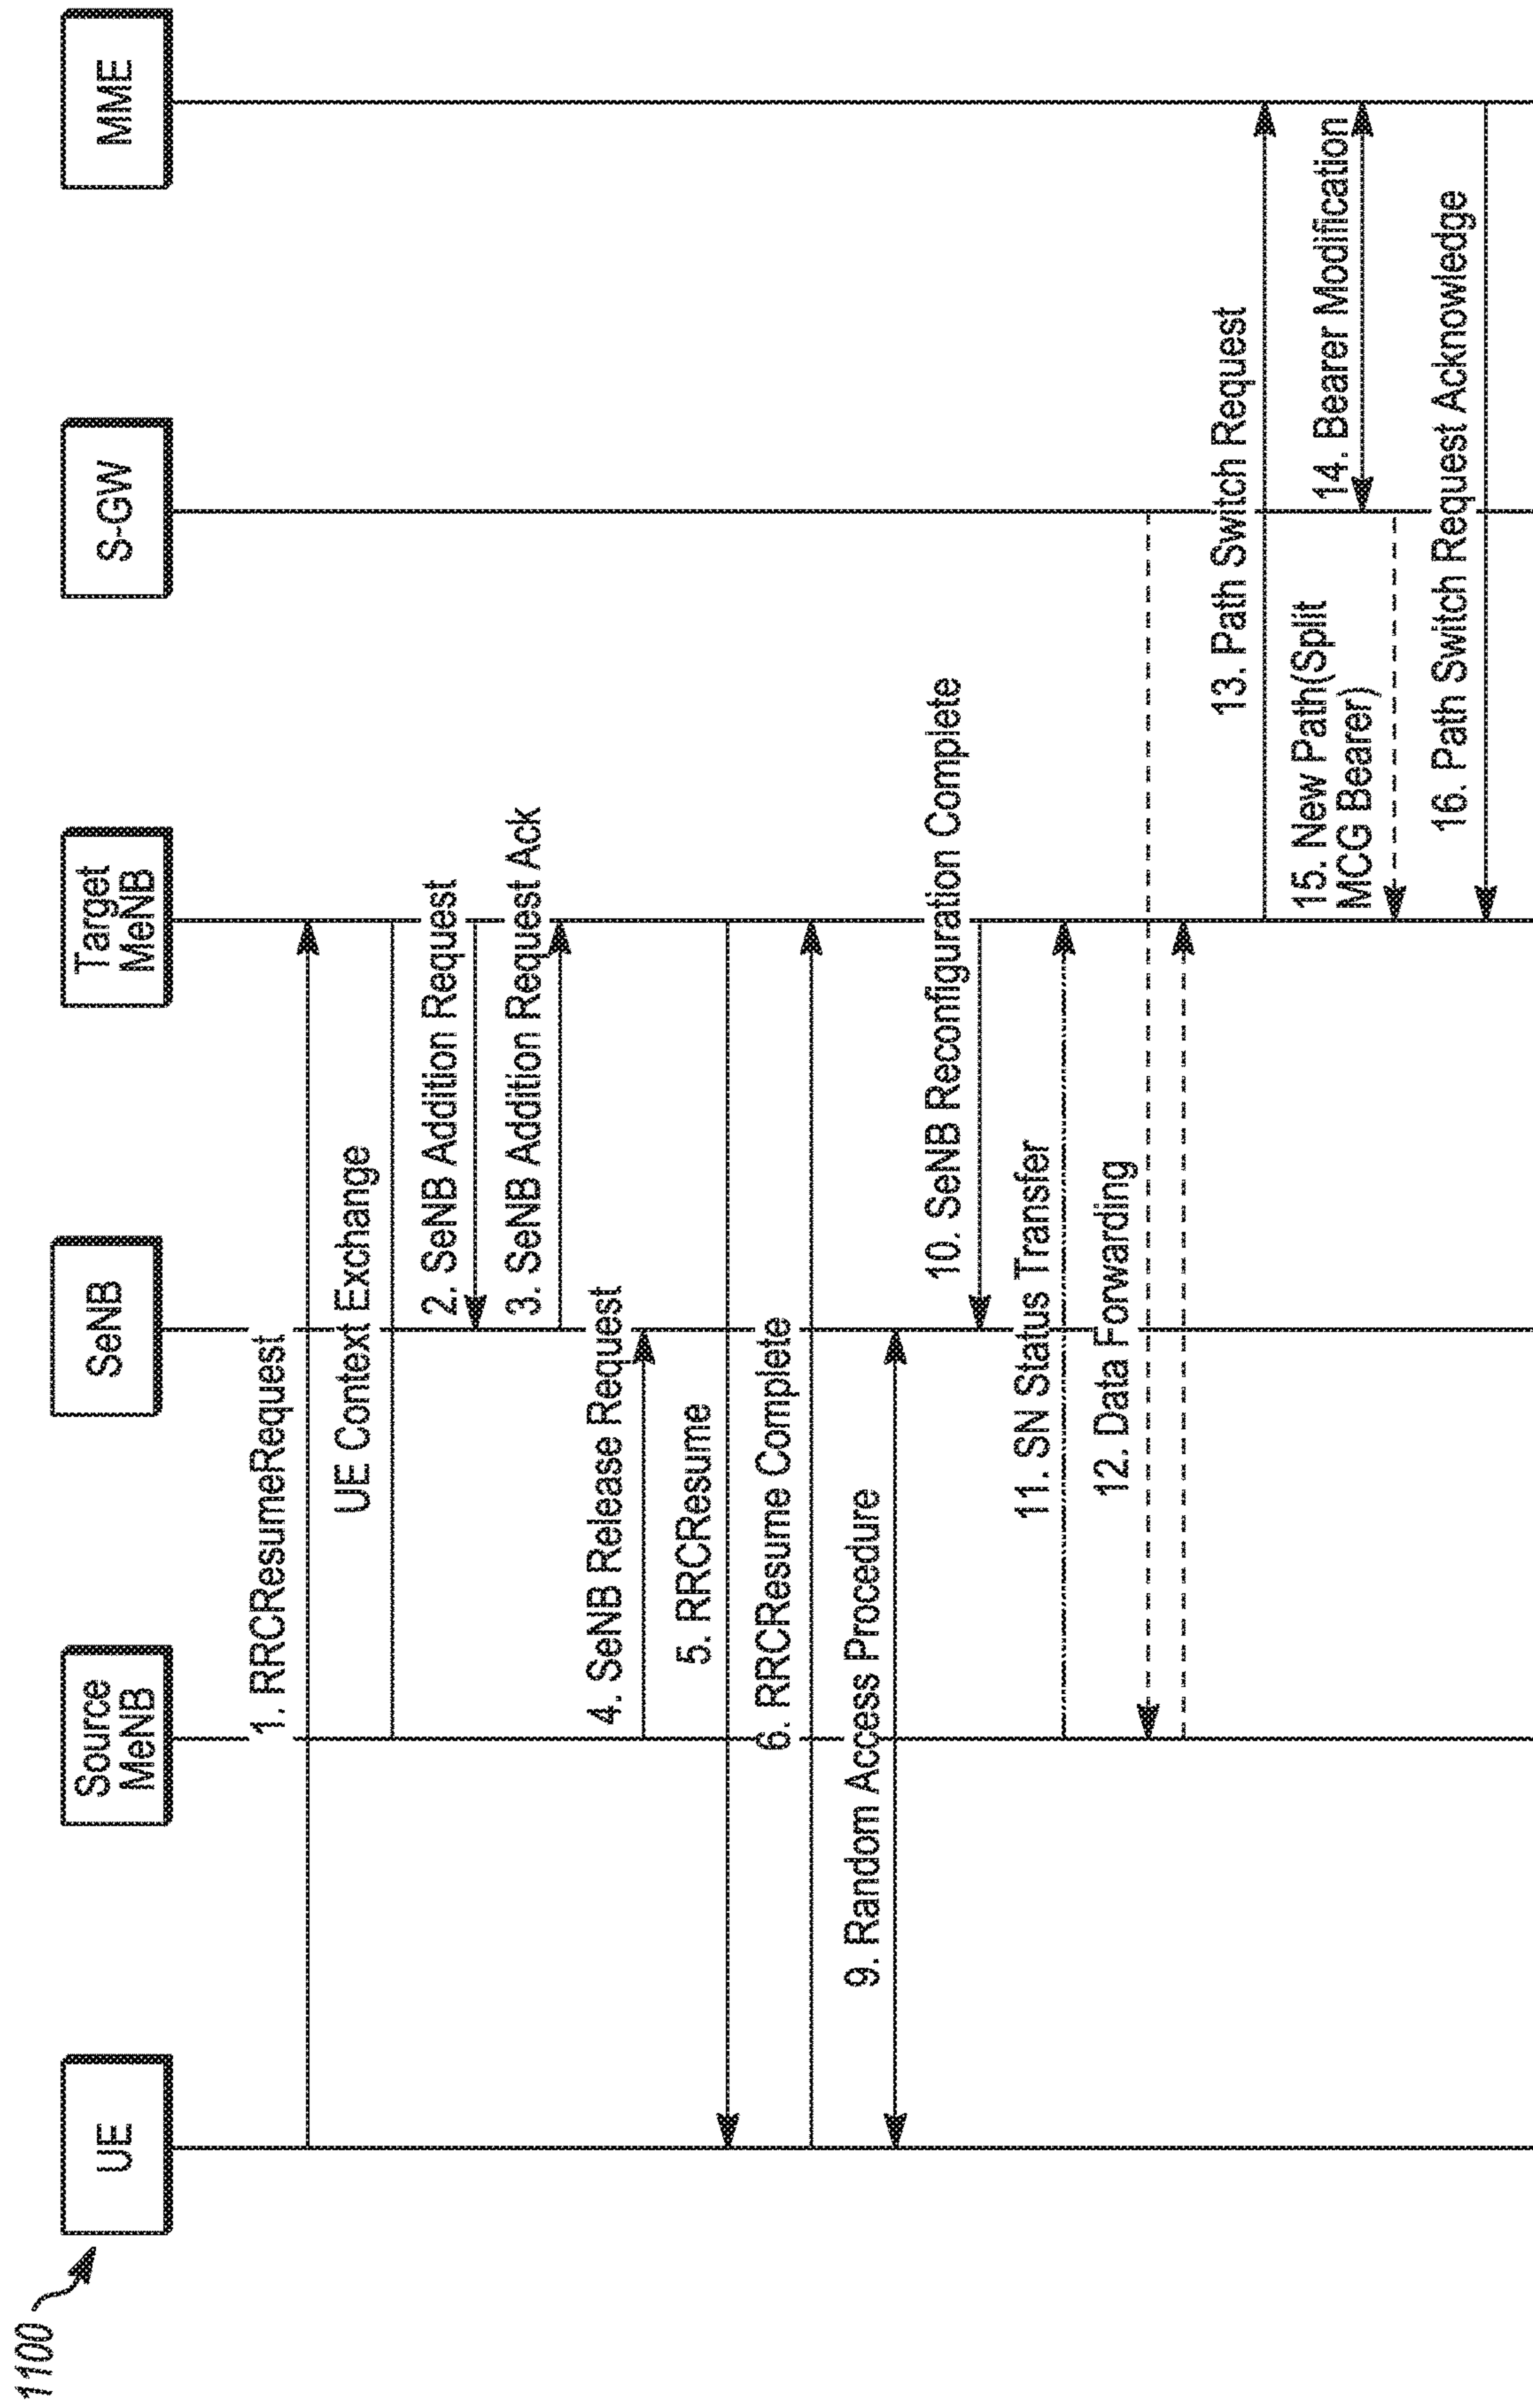 1100
UE
Source
MeNB
SeNB
Target
MeNB
S-GW
MME
1. RRCResumeRequest
UE Context Exchange
2. SeNB Addition Request
3. SeNB Addition Request Ack
4. SeNB Release Request
5. RRCResume
6. RRCResume Complete
9. Random Access Procedure
10. SeNB Reconfiguration Complete
11. SN Status Transfer
12. Data Forwarding
13. Path Switch Request
14. Bearer Modification
15. New Path(Split
MCG Bearer)
16. Path Switch Request Acknowledge